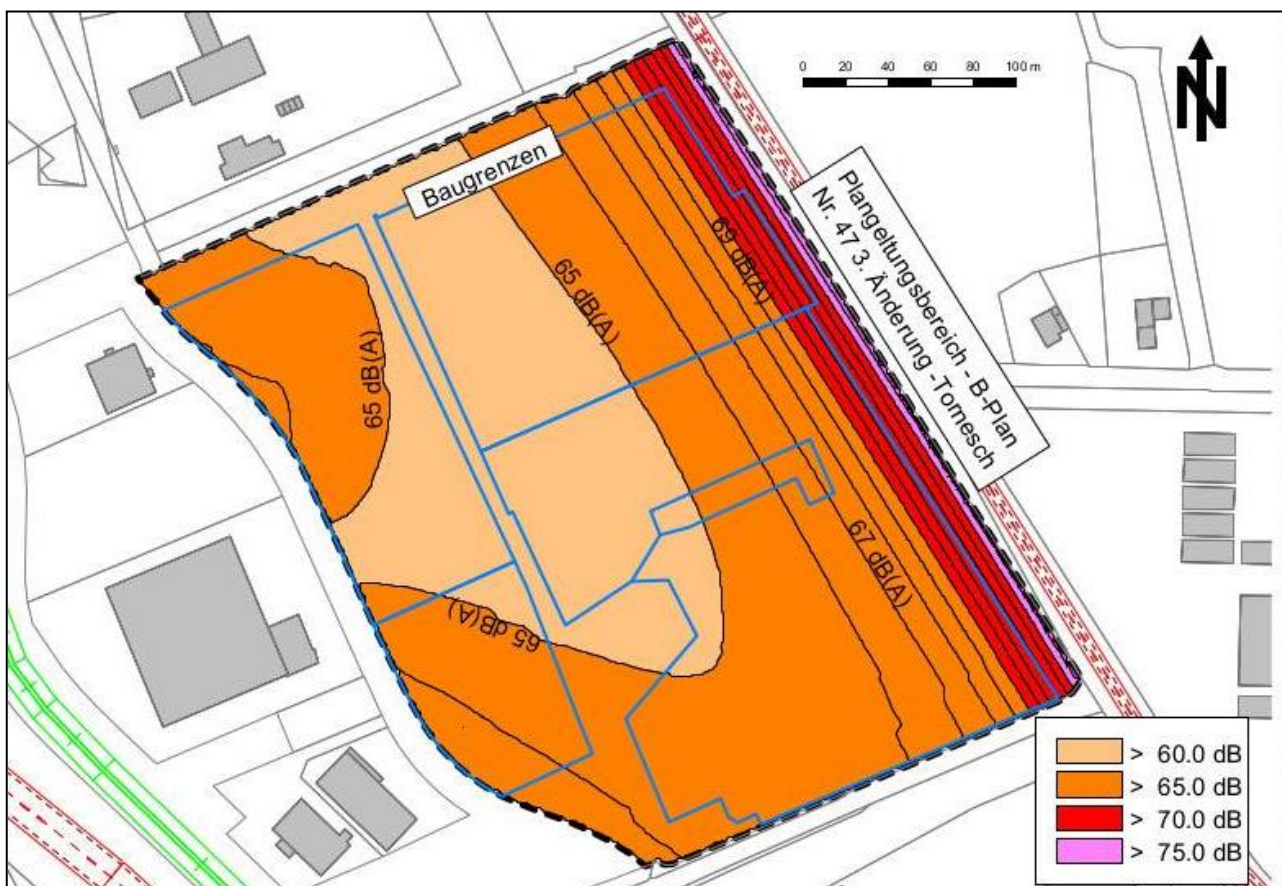 0 20 40 60 80 100 m
N
Baugrenzen
Plangeltungsbereich - B-Plan
Nr. 47 3. Änderung -Tornesch
69 dB(A)
65 dB(A)
65 dB(A)
67 dB(A)
65 dB(A)
> 60.0 dB
> 65.0 dB
> 70.0 dB
> 75.0 dB